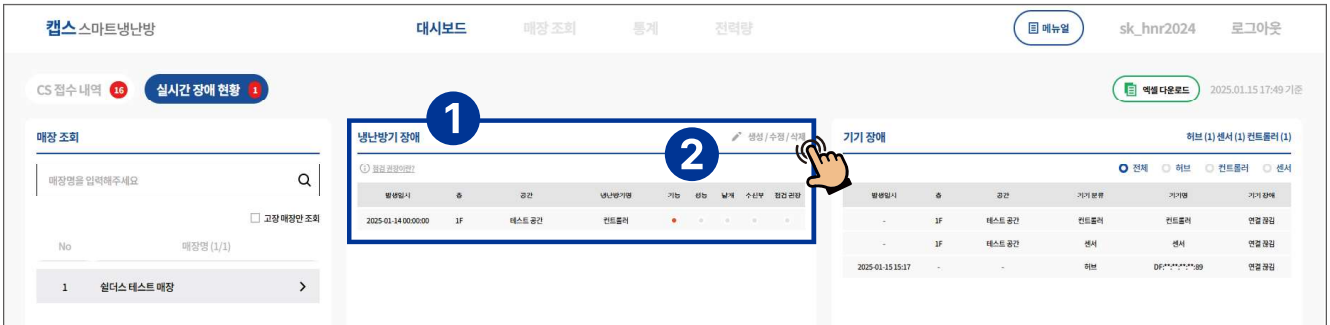 캡스 스마트냉난방 대시보드 매장 조회 통계 전력량 메뉴얼 sk_hnr2024 로그아웃
CS 접수 내역 16 실시간 장애 현황 1 엑셀 다운로드 2025.01.15 17:49 기준
매장 조회
매장명을 입력해주세요
고장 매장만 조회
No 매장명 (1/1)
1 쉴더스 테스트 매장
1
냉난방기 장애 생성 / 수정 / 삭제
2
점검 권장이란?
발생일시 층 공간 냉난방기명 기능 성능 날개 수신부 점검 권장
2025-01-14 00:00:00 1F 테스트 공간 컨트롤러
기기 장애 허브 (1) 센서 (1) 컨트롤러 (1)
전체 허브 컨트롤러 센서
발생일시 층 공간 기기 분류 기기명 기기 장애
- 1F 테스트 공간 컨트롤러 컨트롤러 연결 끊김
- 1F 테스트 공간 센서 센서 연결 끊김
2025-01-15 15:17 - - 허브 DF:**:**:**:**:89 연결 끊김